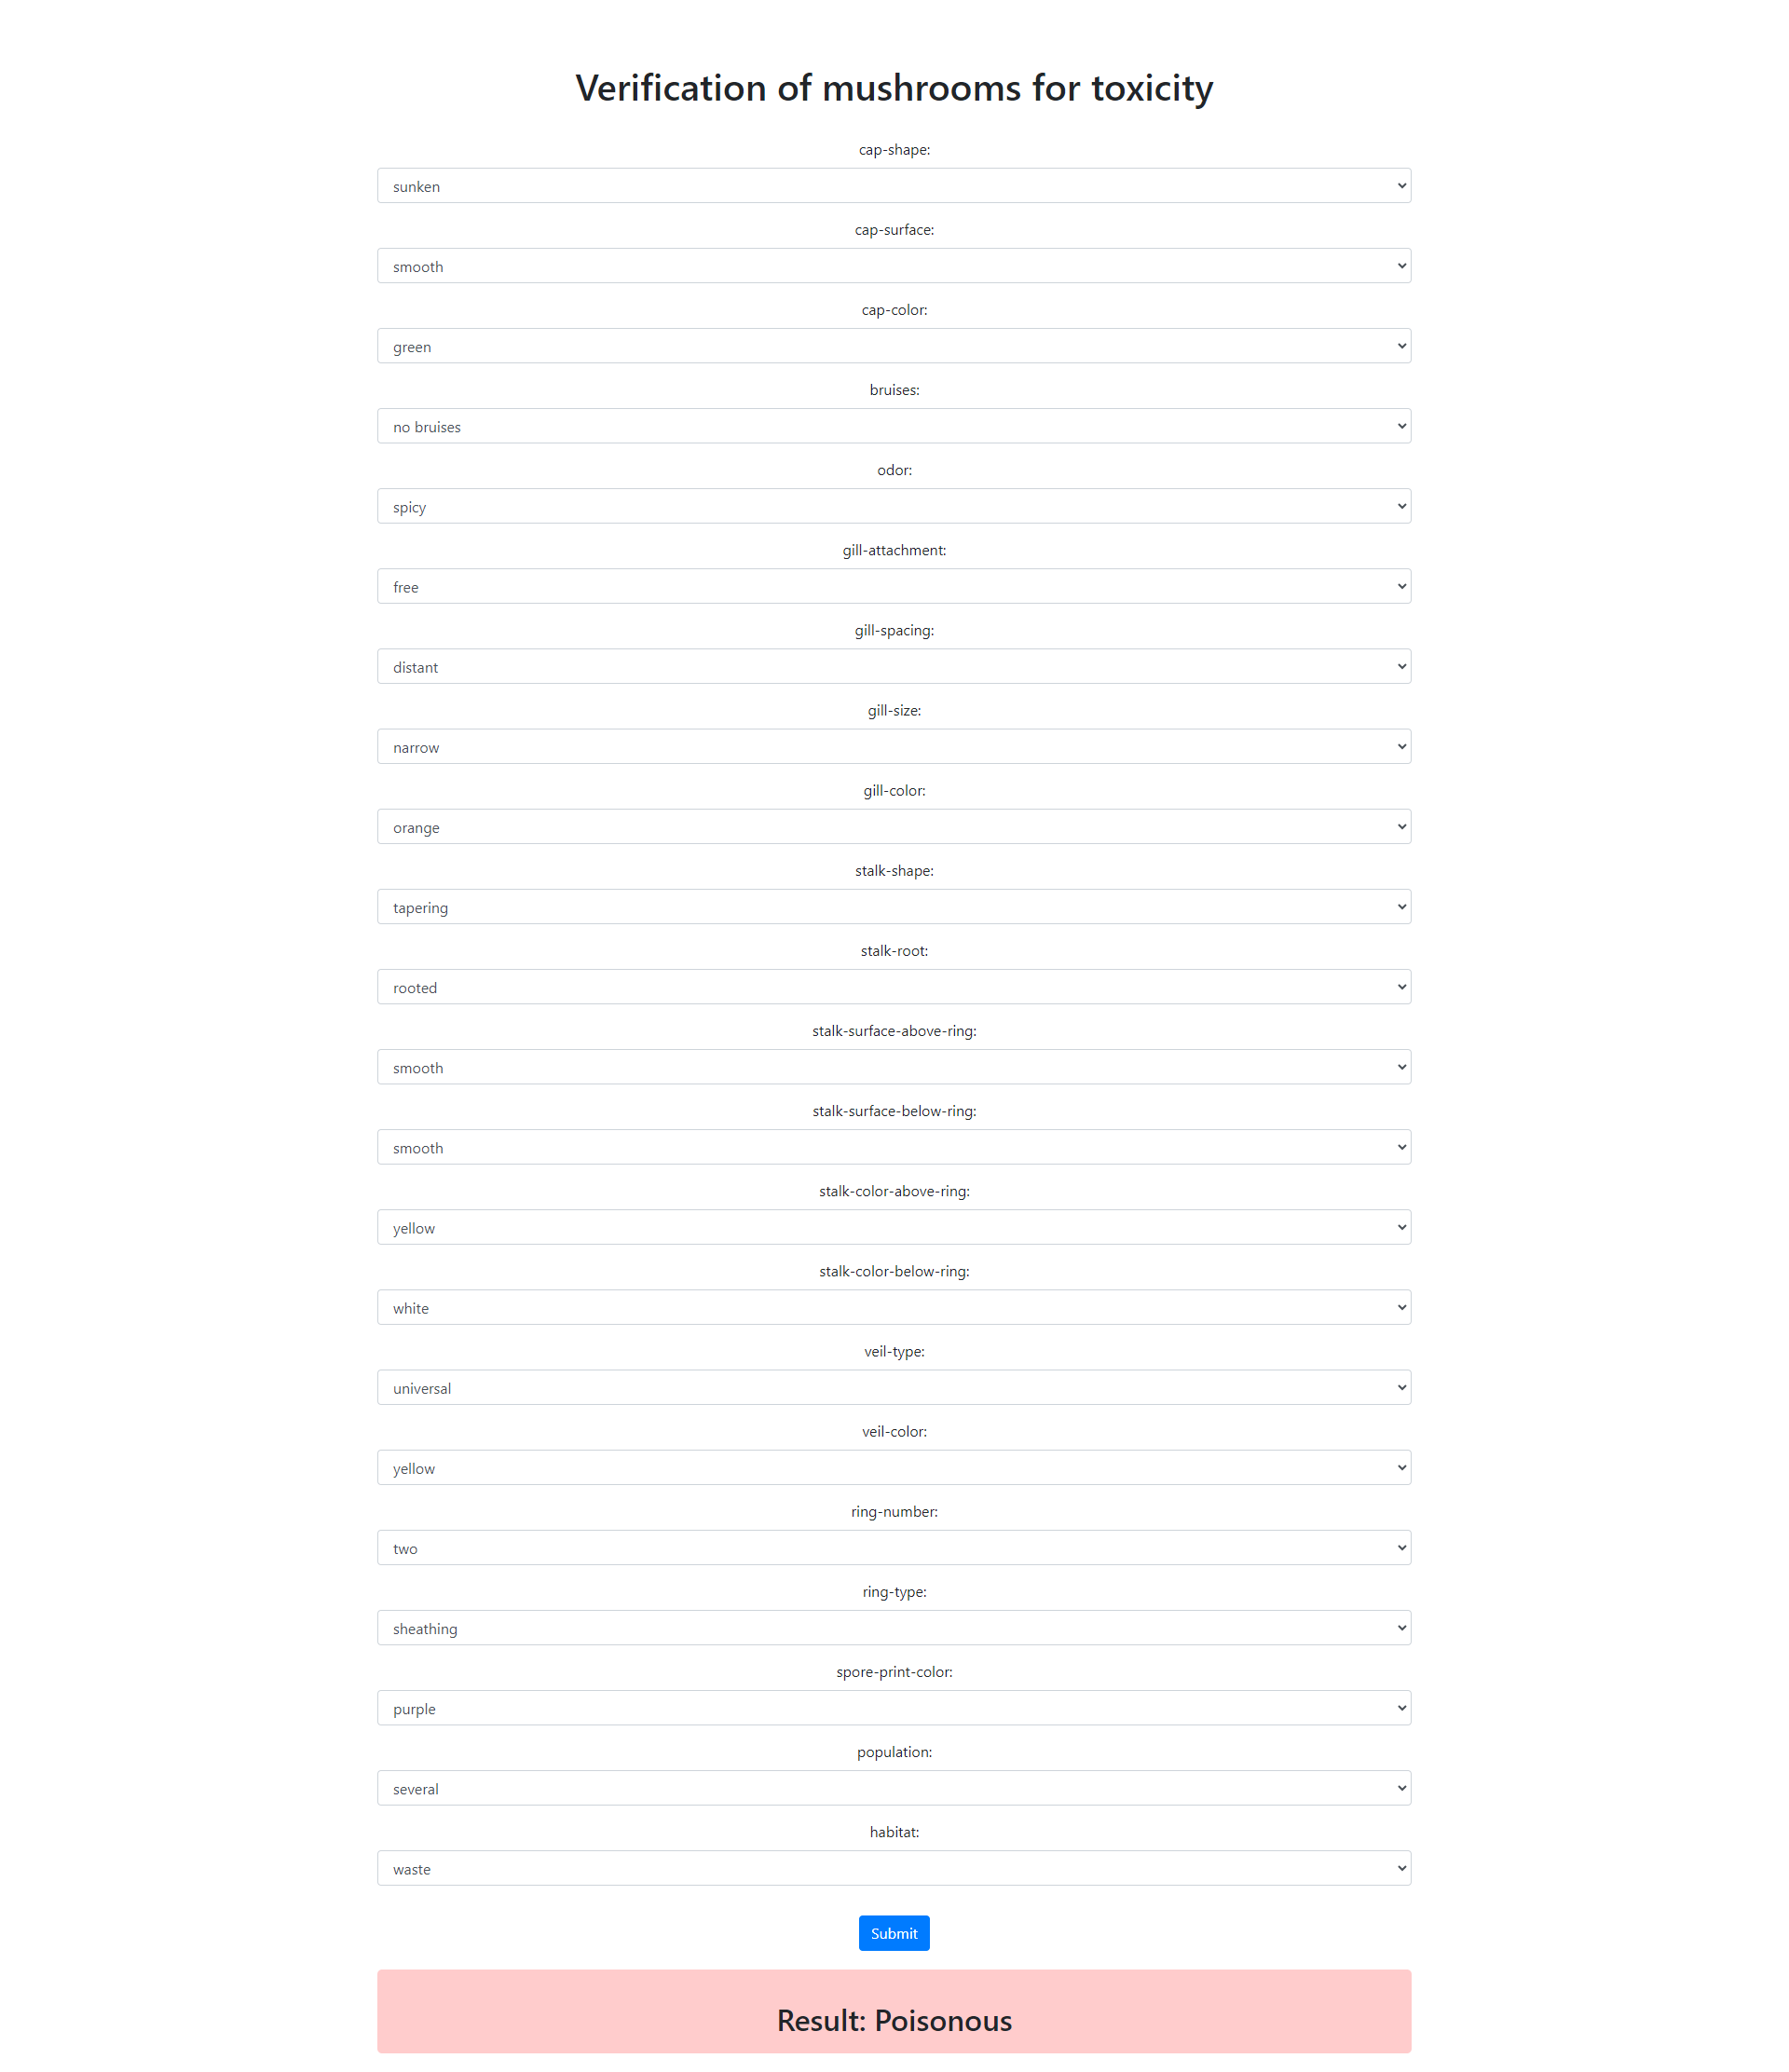 Verification of mushrooms for toxicity
cap-shape:
sunken
cap-surface:
smooth
cap-color:
green
bruises:
no bruises
odor:
spicy
gill-attachment:
free
gill-spacing:
distant
gill-size:
narrow
gill-color:
orange
stalk-shape:
tapering
stalk-root:
rooted
stalk-surface-above-ring:
smooth
stalk-surface-below-ring:
smooth
stalk-color-above-ring:
yellow
stalk-color-below-ring:
white
veil-type:
universal
veil-color:
yellow
ring-number:
two
ring-type:
sheathing
spore-print-color:
purple
population:
several
habitat:
waste
Submit
Result: Poisonous